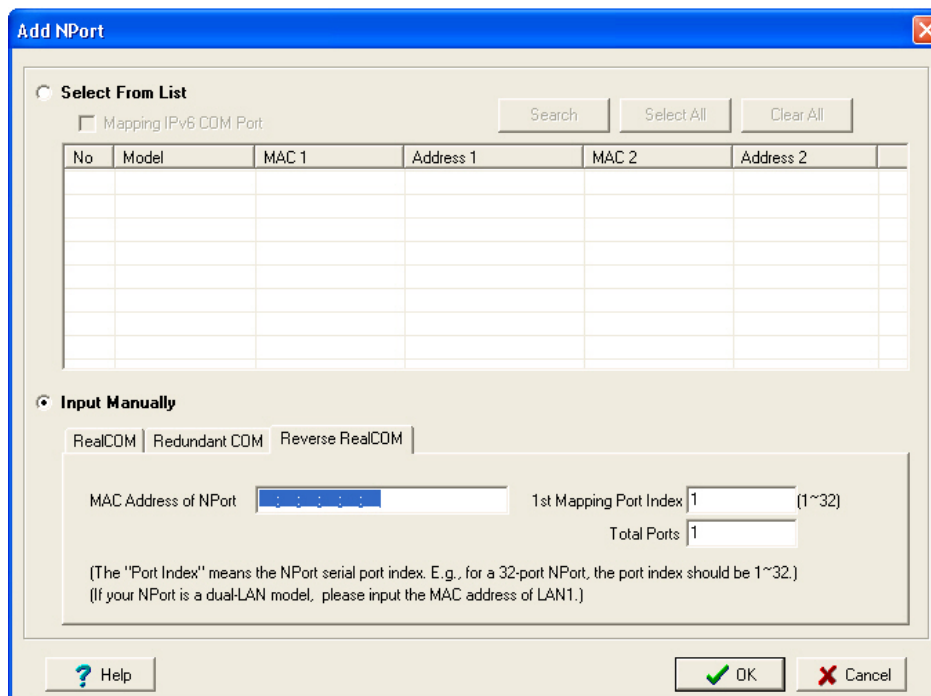 Add NPort
Select From List
Mapping IPv6 COM Port
Search
Select All
Clear All
No Model MAC 1 Address 1 MAC 2 Address 2
Input Manually
RealCOM Redundant COM Reverse RealCOM
MAC Address of NPort : : : : : 1st Mapping Port Index 1 (1~32)
Total Ports 1
(The "Port Index" means the NPort serial port index. E.g., for a 32-port NPort, the port index should be 1~32.)
(If your NPort is a dual-LAN model, please input the MAC address of LAN1.)
? Help
OK
Cancel